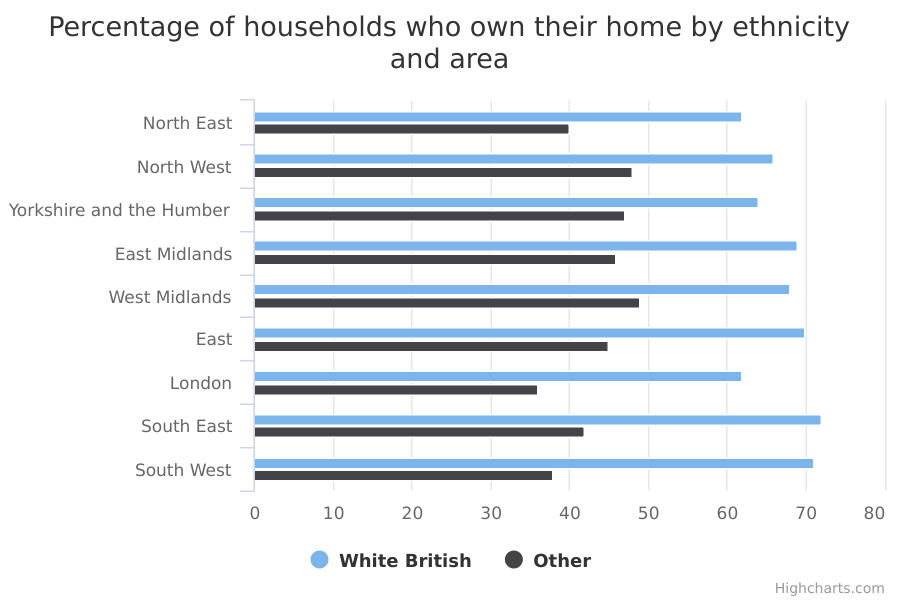 Percentage of households who own their home by ethnicity
and area
North East
North West
Yorkshire and the Humber
East Midlands
West Midlands
East
London
South East
South West
0 10 20 30 40 50 60 70 80
White British Other
Highcharts.com